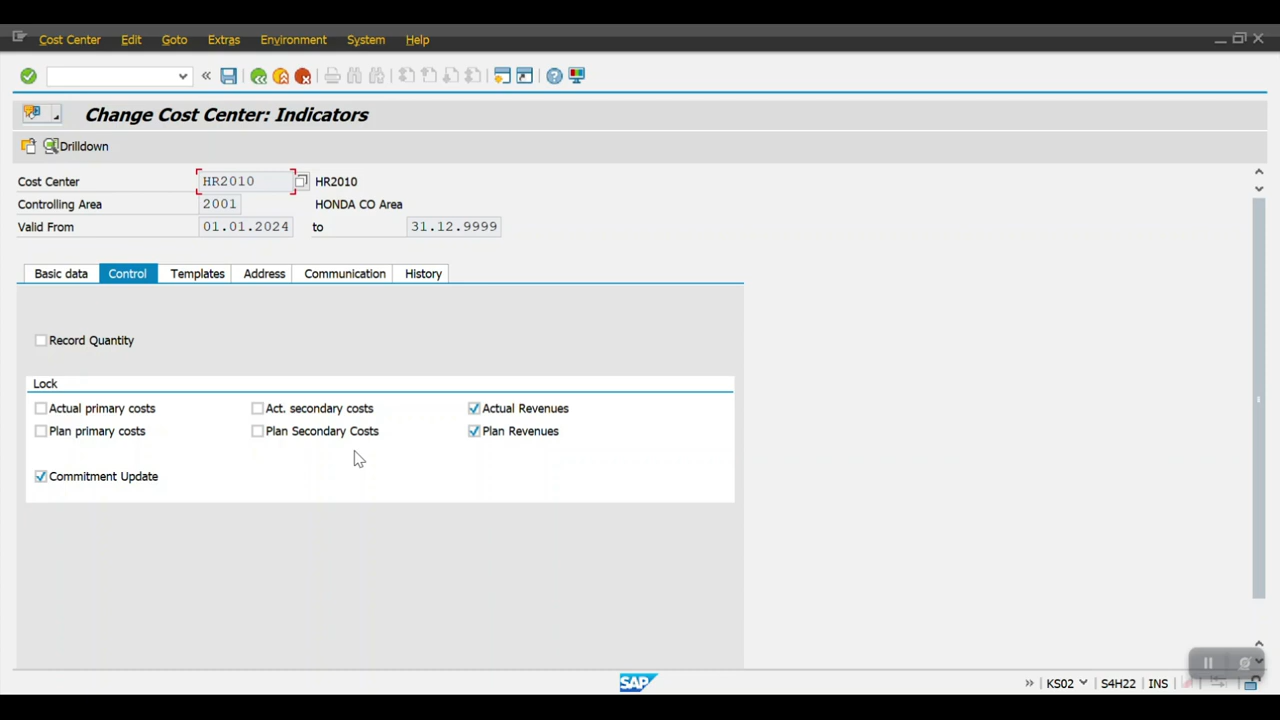 Cost Center Edit Goto Extras Environment System Help
Change Cost Center: Indicators
Drilldown
Cost Center HR2010 HR2010
Controlling Area 2001 HONDA CO Area
Valid From 01.01.2024 to 31.12.9999
Basic data Control Templates Address Communication History
Record Quantity
Lock
Actual primary costs Act. secondary costs Actual Revenues
Plan primary costs Plan Secondary Costs Plan Revenues
Commitment Update
SAP KS02 S4H22 INS